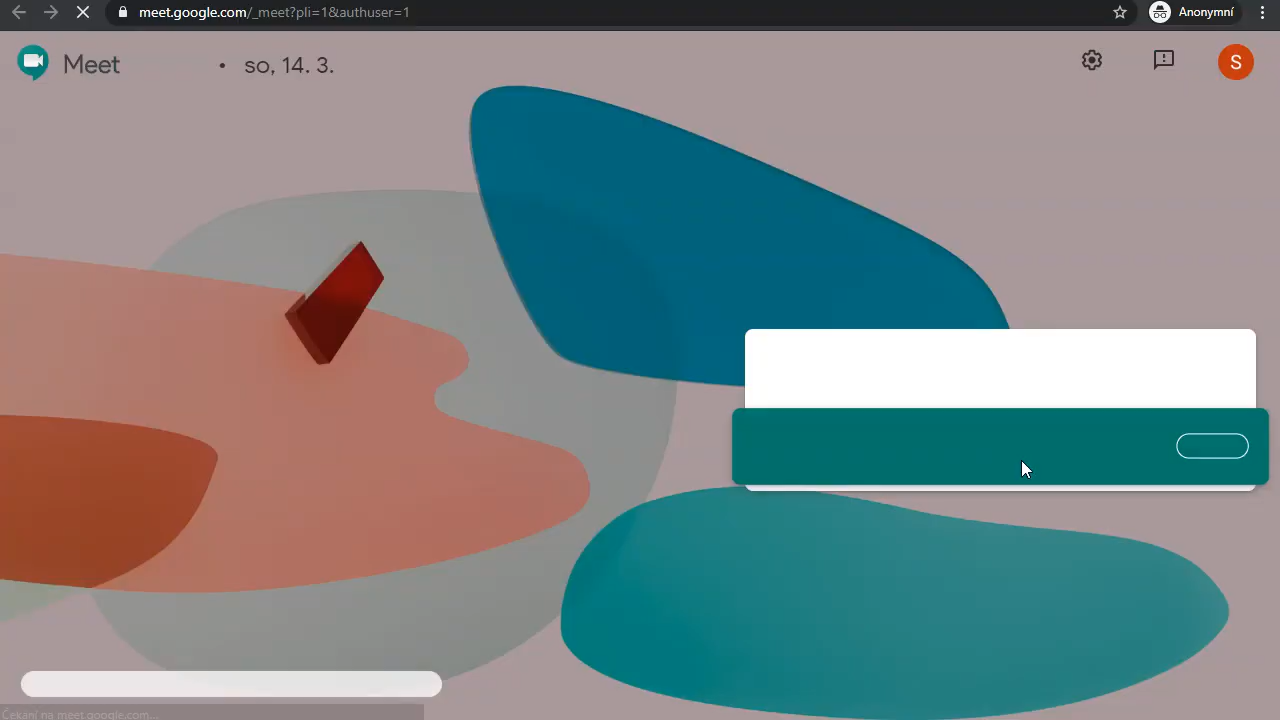 meet.google.com/_meet?pli=1&authuser=1
Anonymní
Meet • so, 14. 3.
S
Čekání na meet.google.com...